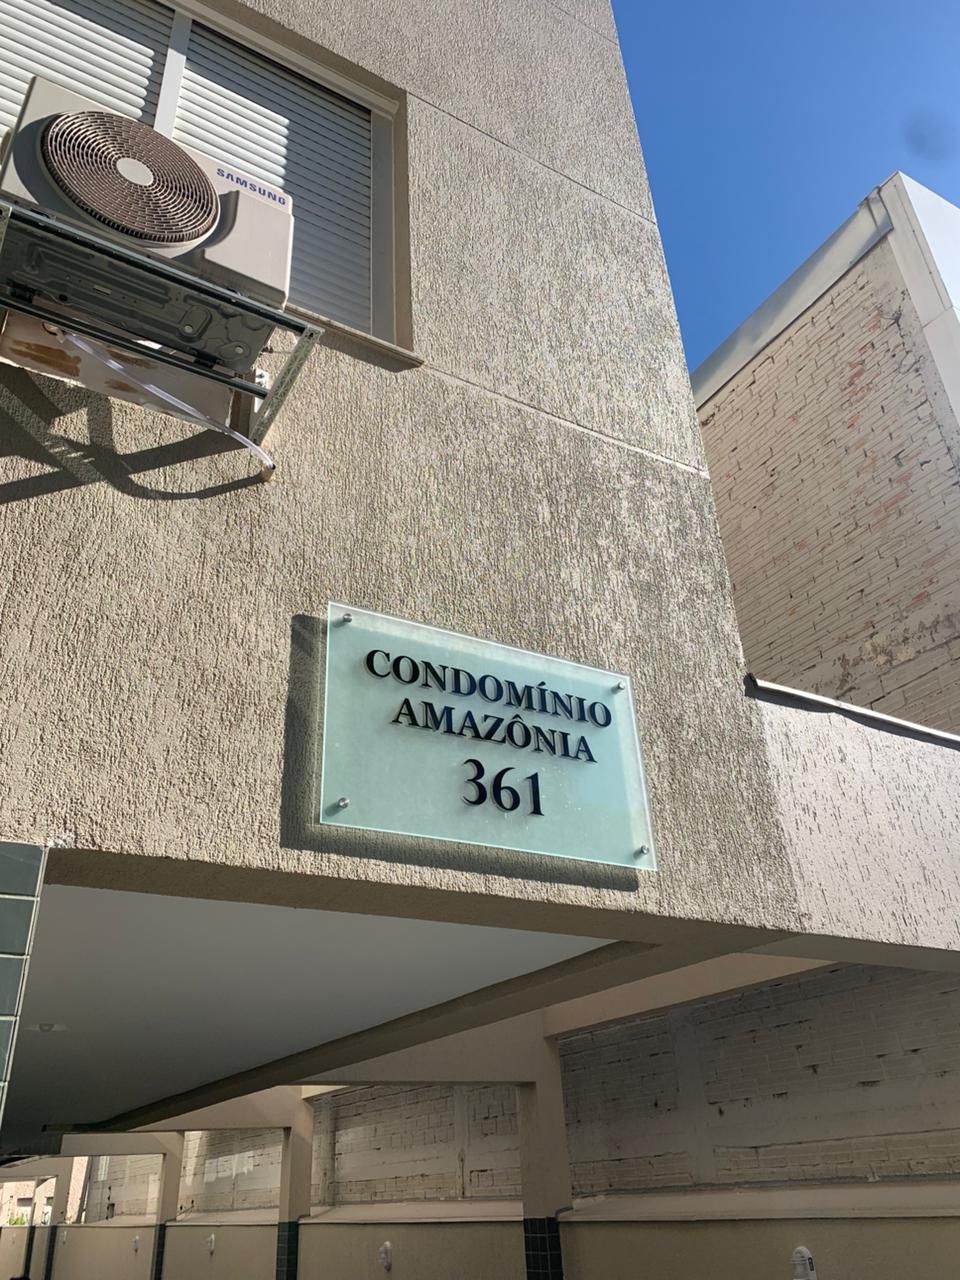 SAMSUNG
CONDOMÍNIO
AMAZÔNIA
361